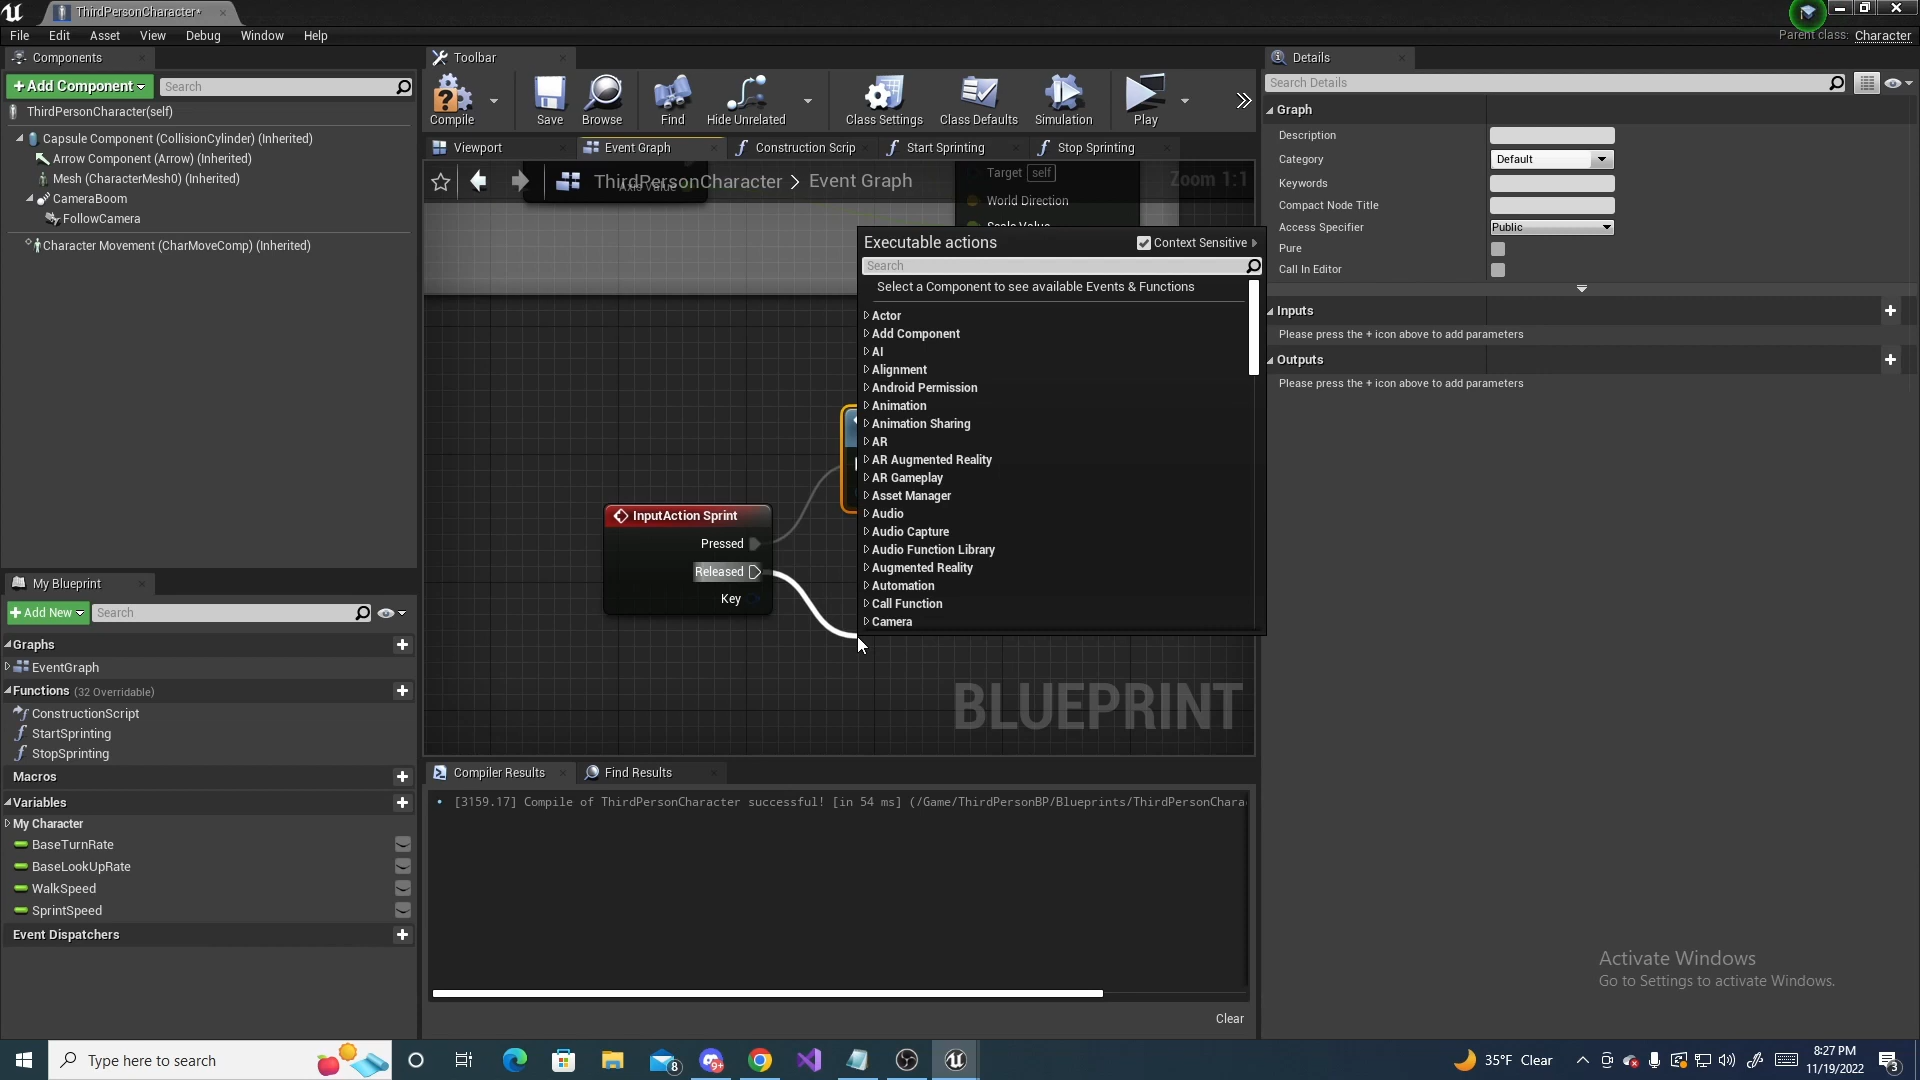 ThirdPersonCharacter*
File Edit Asset View Debug Window Help
Parent class: Character
Components
+Add Component
Search
ThirdPersonCharacter(self)
Capsule Component (CollisionCylinder) (Inherited)
Arrow Component (Arrow) (Inherited)
Mesh (CharacterMesh0) (Inherited)
CameraBoom
FollowCamera
Character Movement (CharMoveComp) (Inherited)
My Blueprint
+Add New
Search
Graphs
EventGraph
Functions (32 Overridable)
ConstructionScript
StartSprinting
StopSprinting
Macros
Variables
My Character
BaseTurnRate
BaseLookUpRate
WalkSpeed
SprintSpeed
Event Dispatchers
Toolbar
Compile Save Browse Find Hide Unrelated Class Settings Class Defaults Simulation Play
Viewport Event Graph Construction Scrip Start Sprinting Stop Sprinting
ThirdPersonCharacter > Event Graph
Axis Value
Zoom 1:1
Target self
World Direction
Scale Value
Executable actions
Context Sensitive
Search
Select a Component to see available Events & Functions
Actor
Add Component
AI
Alignment
Android Permission
Animation
Animation Sharing
AR
AR Augmented Reality
AR Gameplay
Asset Manager
Audio
Audio Capture
Audio Function Library
Augmented Reality
Automation
Call Function
Camera
InputAction Sprint
Pressed
Released
Key
BLUEPRINT
Compiler Results Find Results
[3159.17] Compile of ThirdPersonCharacter successful! [in 54 ms] (/Game/ThirdPersonBP/Blueprints/ThirdPersonChara
Clear
Details
Search Details
Graph
Description
Category Default
Keywords
Compact Node Title
Access Specifier Public
Pure
Call In Editor
Inputs
Please press the + icon above to add parameters
Outputs
Please press the + icon above to add parameters
Activate Windows
Go to Settings to activate Windows.
Type here to search
8
9+
35°F Clear
8:27 PM
11/19/2022
3